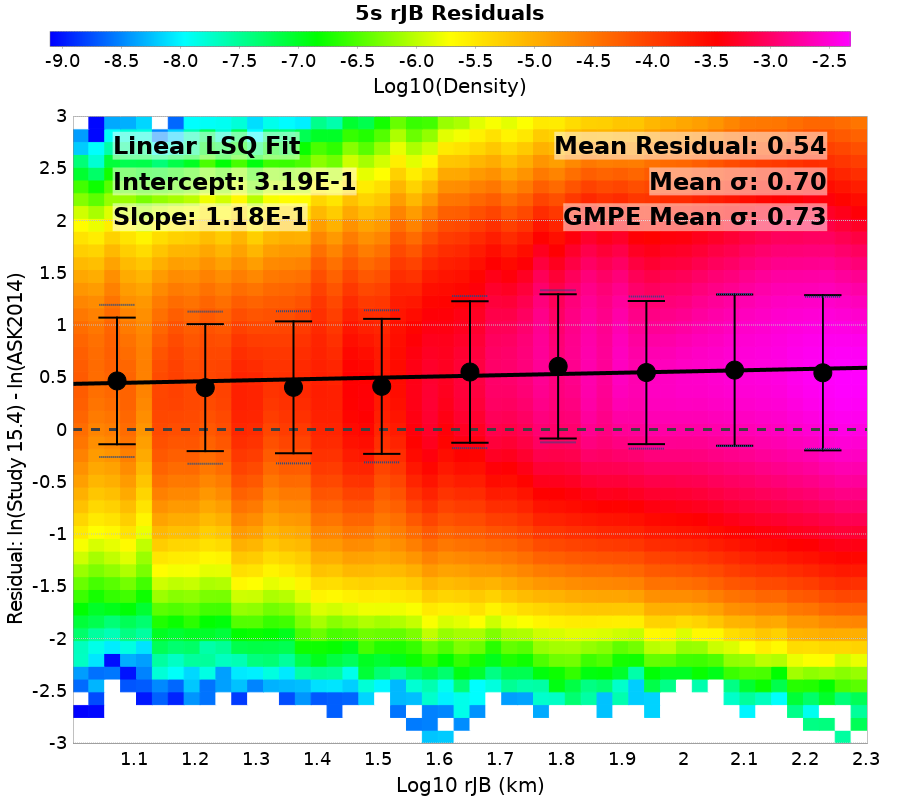 5s rJB Residuals
-9.0 -8.5 -8.0 -7.5 -7.0 -6.5 -6.0 -5.5 -5.0 -4.5 -4.0 -3.5 -3.0 -2.5
Log10(Density)
Linear LSQ Fit
Intercept: 3.19E-1
Slope: 1.18E-1
Mean Residual: 0.54
Mean σ: 0.70
GMPE Mean σ: 0.73
Residual: ln(Study 15.4) - ln(ASK2014)
3
2.5
2
1.5
1
0.5
0
-0.5
-1
-1.5
-2
-2.5
-3
1.1 1.2 1.3 1.4 1.5 1.6 1.7 1.8 1.9 2 2.1 2.2 2.3
Log10 rJB (km)